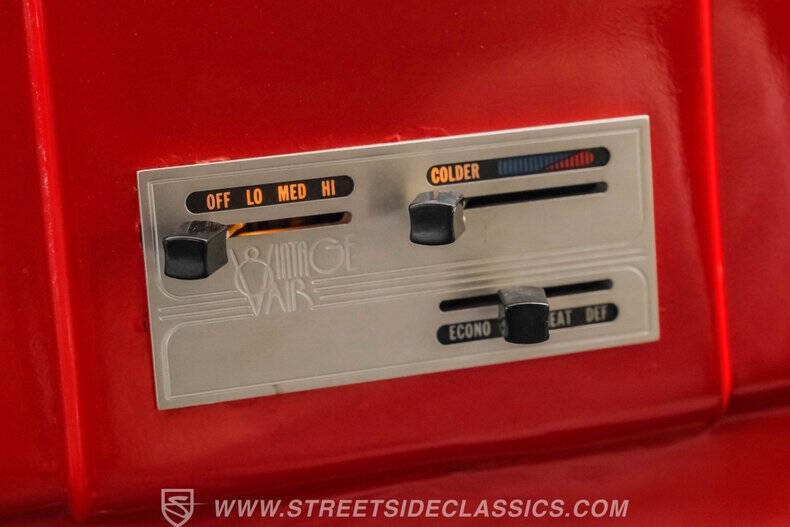 OFF LO MED HI
COLDER
VINTAGE
AIR
ECONO EAT DEF
WWW.STREETSIDECLASSICS.COM